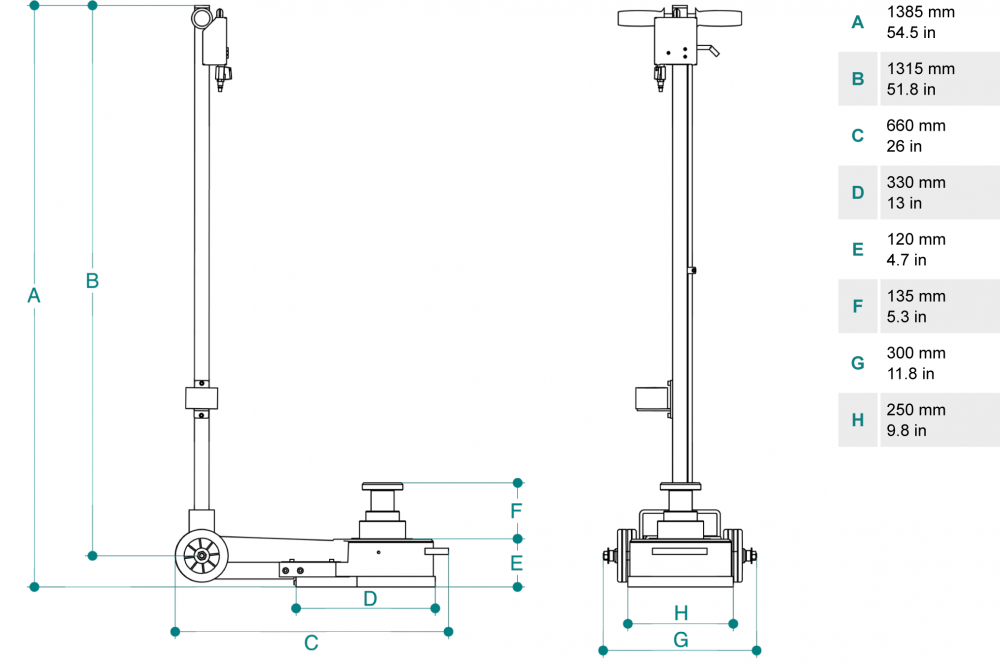 A
1385 mm
54.5 in
B
1315 mm
51.8 in
C
660 mm
26 in
D
330 mm
13 in
E
120 mm
4.7 in
F
135 mm
5.3 in
G
300 mm
11.8 in
H
250 mm
9.8 in
B
A
F
E
D
C
H
G